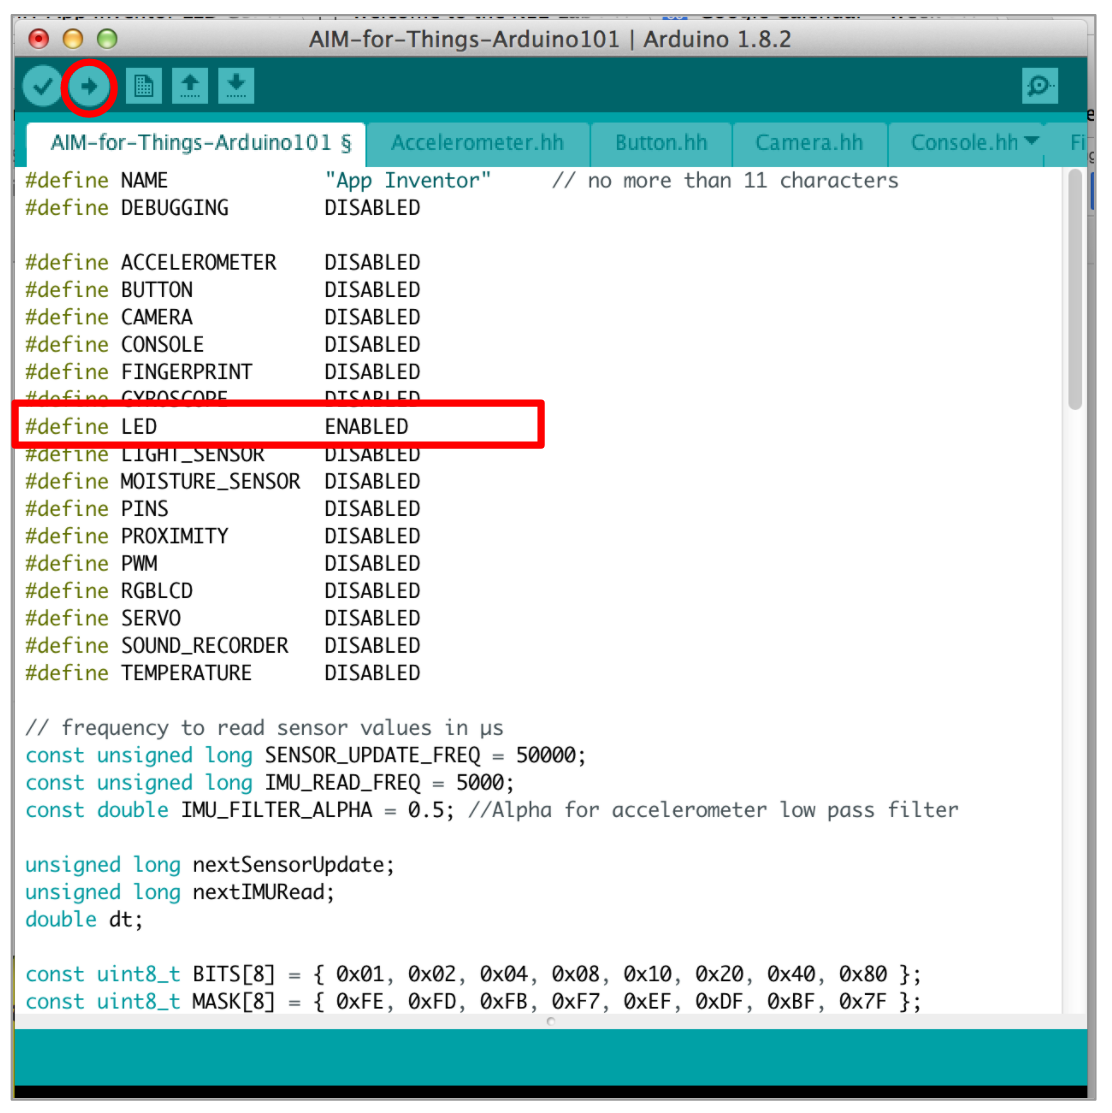 AIM-for-Things-Arduino101 | Arduino 1.8.2
AIM-for-Things-Arduino101 §
Accelerometer.hh
Button.hh
Camera.hh
Console.hh
Fi
#define NAME "App Inventor" // no more than 11 characters
#define DEBUGGING DISABLED
#define ACCELEROMETER DISABLED
#define BUTTON DISABLED
#define CAMERA DISABLED
#define CONSOLE DISABLED
#define FINGERPRINT DISABLED
#define GYROSCOPE DISABLED
#define LED ENABLED
#define LIGHT_SENSOR DISABLED
#define MOISTURE_SENSOR DISABLED
#define PINS DISABLED
#define PROXIMITY DISABLED
#define PWM DISABLED
#define RGBLCD DISABLED
#define SERVO DISABLED
#define SOUND_RECORDER DISABLED
#define TEMPERATURE DISABLED
// frequency to read sensor values in µs
const unsigned long SENSOR_UPDATE_FREQ = 50000;
const unsigned long IMU_READ_FREQ = 5000;
const double IMU_FILTER_ALPHA = 0.5; //Alpha for accelerometer low pass filter
unsigned long nextSensorUpdate;
unsigned long nextIMURead;
double dt;
const uint8_t BITS[8] = { 0x01, 0x02, 0x04, 0x08, 0x10, 0x20, 0x40, 0x80 };
const uint8_t MASK[8] = { 0xFE, 0xFD, 0xFB, 0xF7, 0xEF, 0xDF, 0xBF, 0x7F };